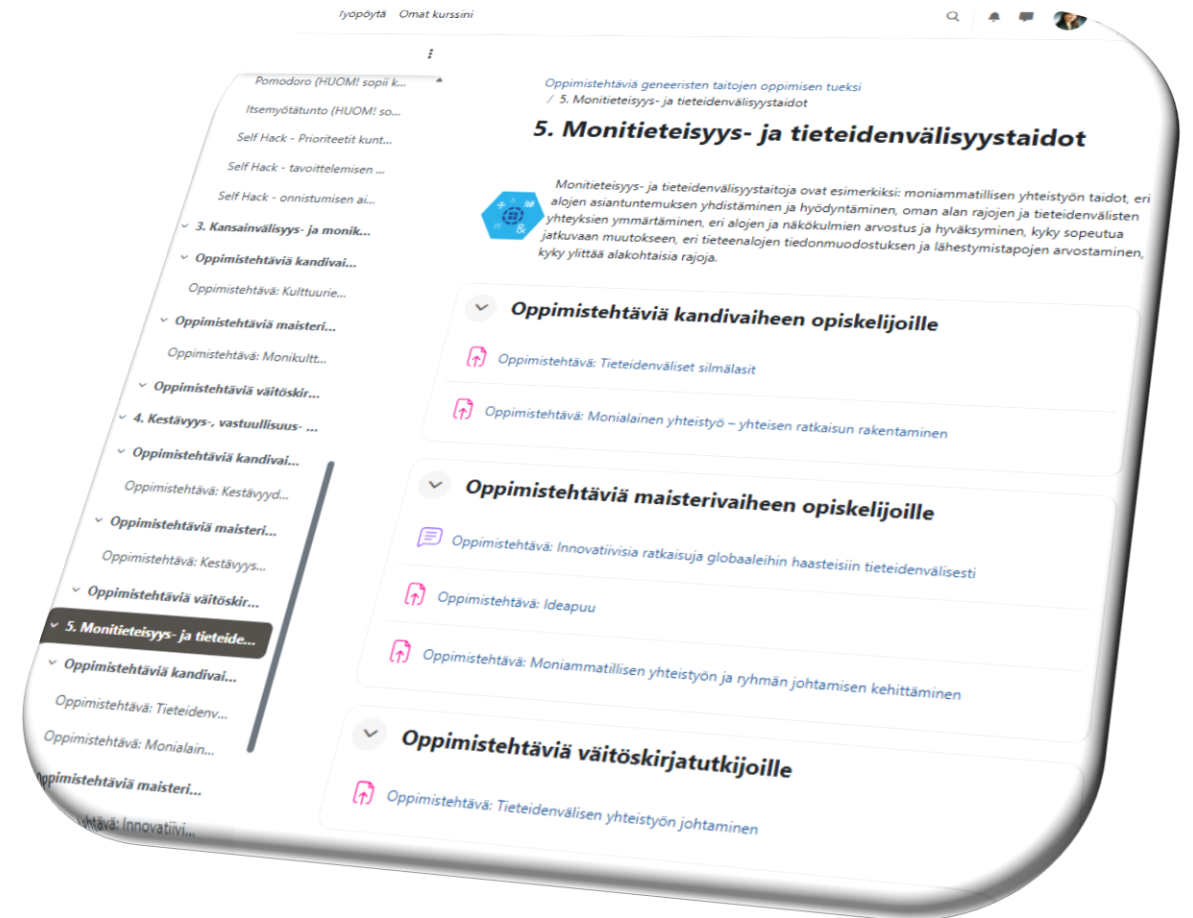 Työpöytä Omat kurssini
Pomodoro (HUOM! sopii k...
Itsemyötätunto (HUOM! so...
Self Hack - Prioriteetit kunt...
Self Hack - tavoittelemisen ...
Self Hack - onnistumisen ai...
3. Kansainvälisyys- ja monik...
Oppimistehtäviä kandivai...
Oppimistehtävä: Kulttuurie...
Oppimistehtäviä maisteri...
Oppimistehtävä: Monikultt...
Oppimistehtäviä väitöskir...
4. Kestävyys-, vastuullisuus- ...
Oppimistehtäviä kandivai...
Oppimistehtävä: Kestävyyd...
Oppimistehtäviä maisteri...
Oppimistehtävä: Kestävyys...
Oppimistehtäviä väitöskir...
5. Monitieteisyys- ja tieteide...
Oppimistehtäviä kandivai...
Oppimistehtävä: Tieteidenv...
Oppimistehtävä: Monialain...
Oppimistehtäviä maisteri...
htävä: Innovatiivi...
Oppimistehtäviä geneeristen taitojen oppimisen tueksi
/ 5. Monitieteisyys- ja tieteidenvälisyystaidot
5. Monitieteisyys- ja tieteidenvälisyystaidot
Monitieteisyys- ja tieteidenvälisyystaitoja ovat esimerkiksi: moniammatillisen yhteistyön taidot, eri
alojen asiantuntemuksen yhdistäminen ja hyödyntäminen, oman alan rajojen ja tieteidenvälisten
yhteyksien ymmärtäminen, eri alojen ja näkökulmien arvostus ja hyväksyminen, kyky sopeutua
jatkuvaan muutokseen, eri tieteenalojen tiedonmuodostuksen ja lähestymistapojen arvostaminen,
kyky ylittää alakohtaisia rajoja.
Oppimistehtäviä kandivaiheen opiskelijoille
Oppimistehtävä: Tieteidenväliset silmälasit
Oppimistehtävä: Monialainen yhteistyö – yhteisen ratkaisun rakentaminen
Oppimistehtäviä maisterivaiheen opiskelijoille
Oppimistehtävä: Innovatiivisia ratkaisuja globaaleihin haasteisiin tieteidenvälisesti
Oppimistehtävä: Ideapuu
Oppimistehtävä: Moniammatillisen yhteistyön ja ryhmän johtamisen kehittäminen
Oppimistehtäviä väitöskirjatutkijoille
Oppimistehtävä: Tieteidenvälisen yhteistyön johtaminen